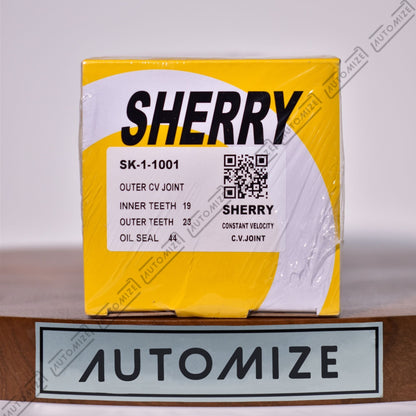 SHERRY
SK-1-1001
OUTER CV JOINT
INNER TEETH 19
OUTER TEETH 23
OIL SEAL 44
SHERRY
CONSTANT VELOCITY
C.V.JOINT
AUTOMIZE